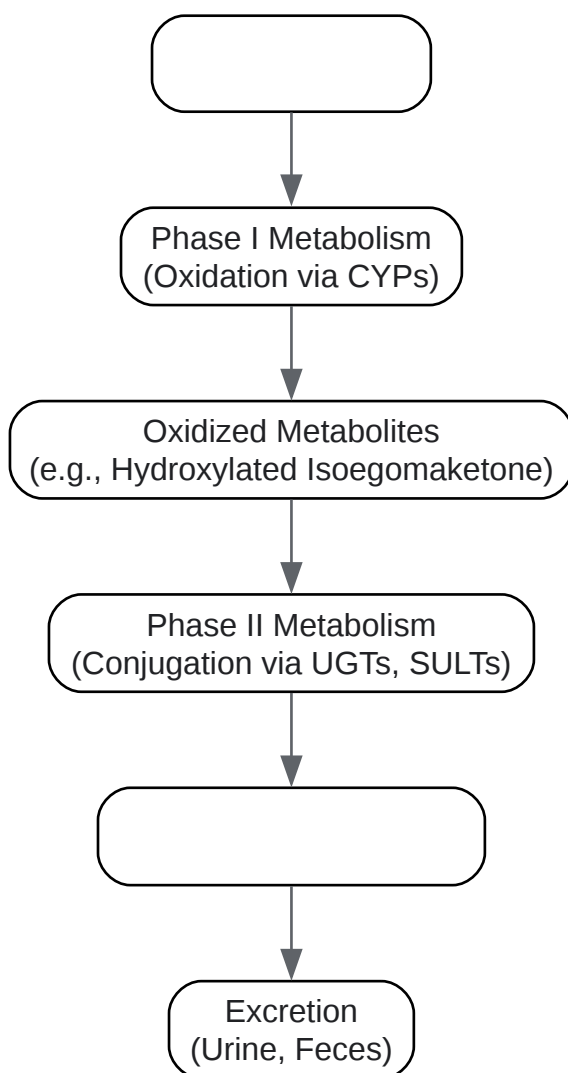 Phase I Metabolism
(Oxidation via CYPs)
Oxidized Metabolites
(e.g., Hydroxylated Isoegomaketone)
Phase II Metabolism
(Conjugation via UGTs, SULTs)
Excretion
(Urine, Feces)